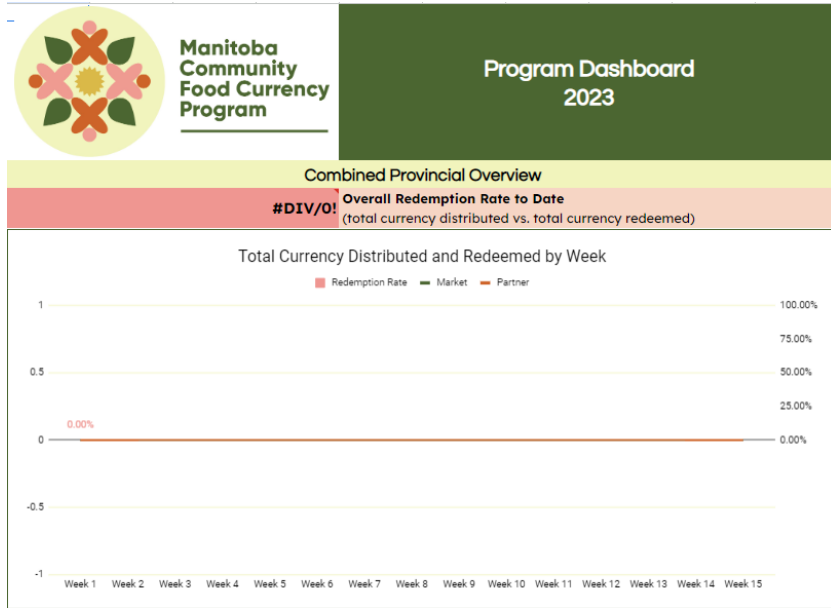 Manitoba
Community
Food Currency
Program
Program Dashboard
2023
Combined Provincial Overview
#DIV/0!
Overall Redemption Rate to Date
(total currency distributed vs. total currency redeemed)
Total Currency Distributed and Redeemed by Week
Redemption Rate Market Partner
1
100.00%
75.00%
0.5
50.00%
25.00%
0.00%
0
0.00%
-0.5
-1
Week 1 Week 2 Week 3 Week 4 Week 5 Week 6 Week 7 Week 8 Week 9 Week 10 Week 11 Week 12 Week 13 Week 14 Week 15